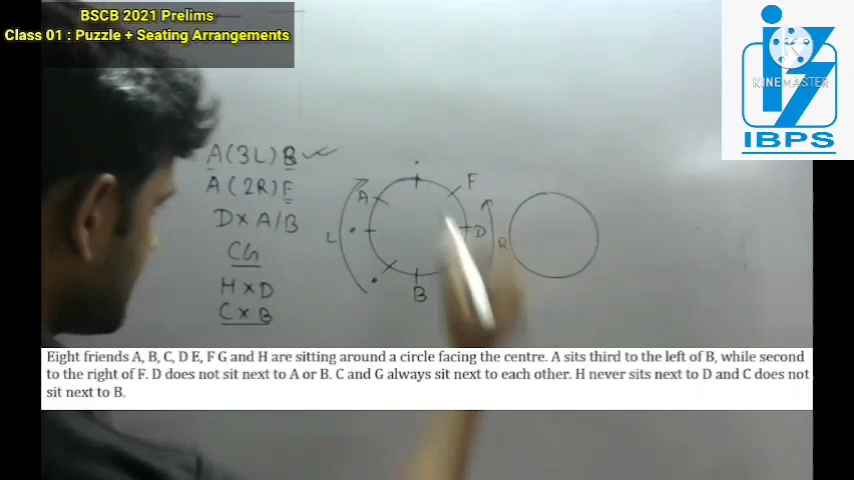 BSCB 2021 Prelims
Class 01 : Puzzle + Seating Arrangements
KINEMASTER
IBPS
A (3L) B ✓
A (2R) F
D × A/B
CG
H × D
C × B
A
F
L
D
R
B
Eight friends A, B, C, D E, F G and H are sitting around a circle facing the centre. A sits third to the left of B, while second
to the right of F. D does not sit next to A or B. C and G always sit next to each other. H never sits next to D and C does not
sit next to B.